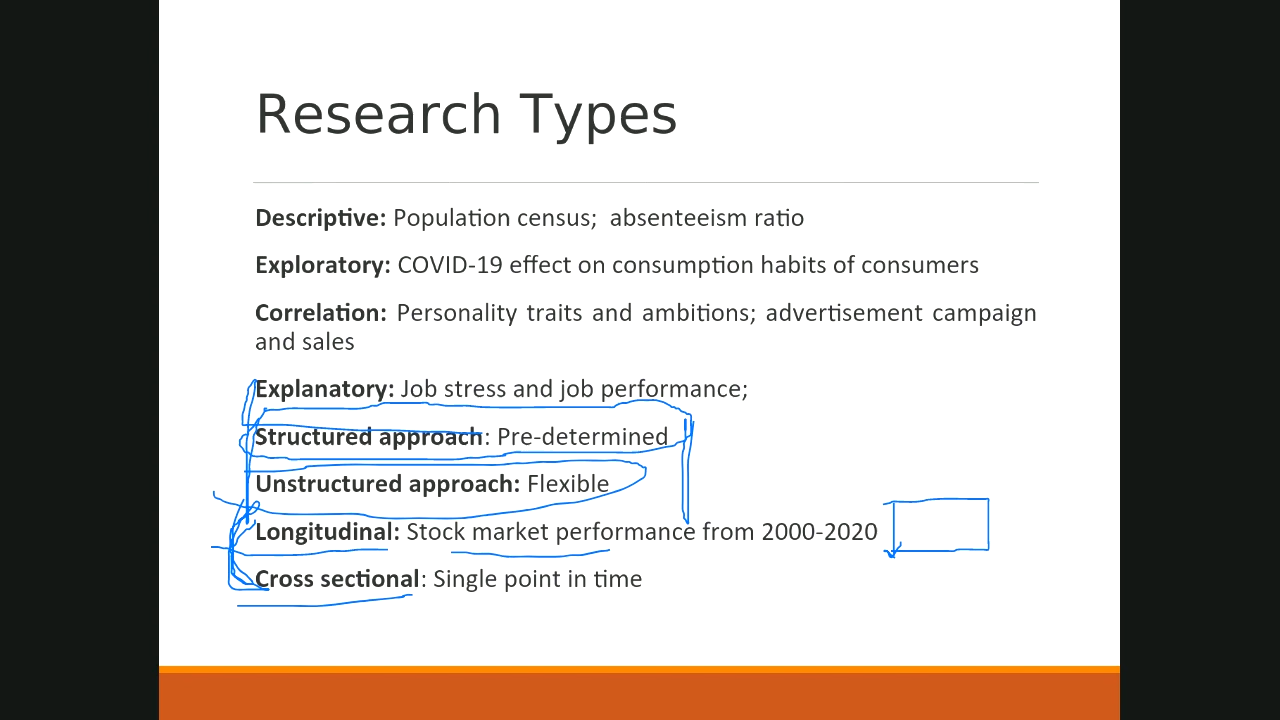 Research Types
Descriptive: Population census; absenteeism ratio
Exploratory: COVID-19 effect on consumption habits of consumers
Correlation: Personality traits and ambitions; advertisement campaign
and sales
Explanatory: Job stress and job performance;
Structured approach: Pre-determined
Unstructured approach: Flexible
Longitudinal: Stock market performance from 2000-2020
Cross sectional: Single point in time